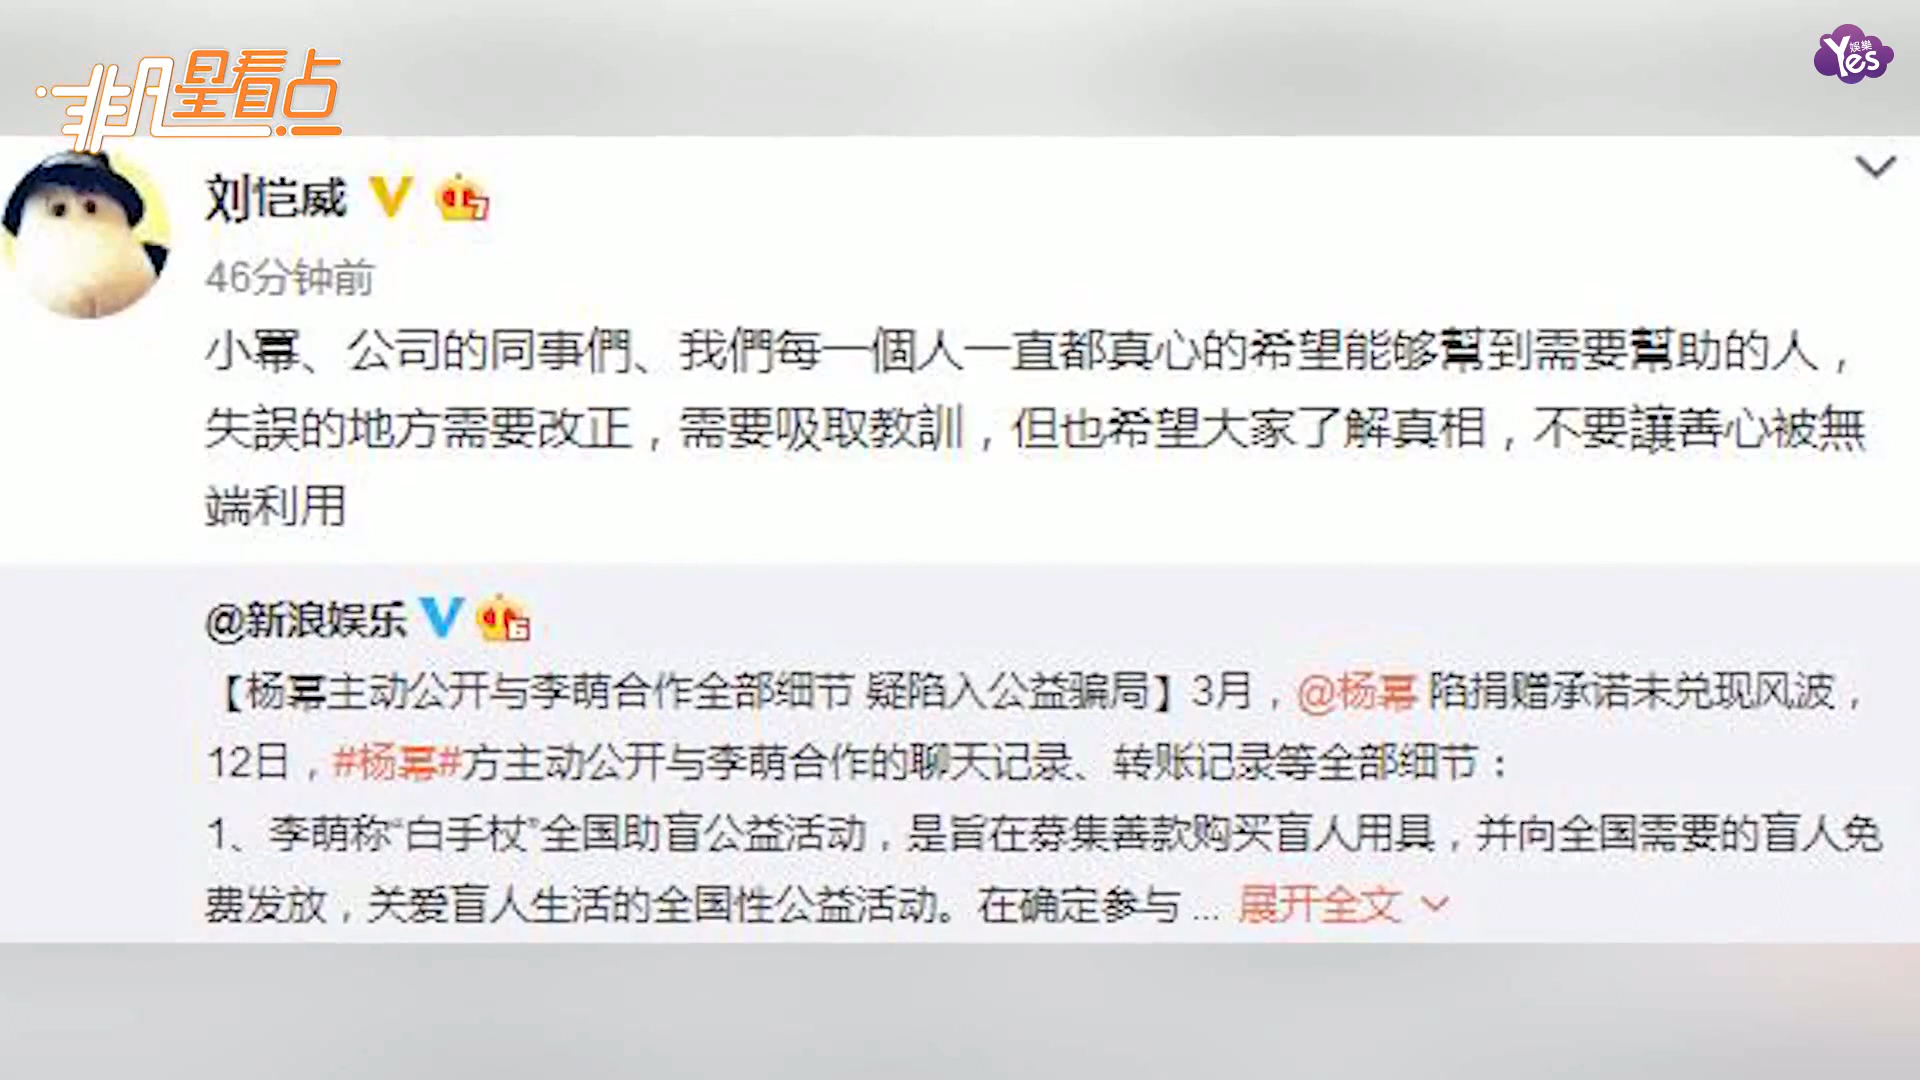 非凡星看点
娱樂
Yes
刘恺威
46分钟前
小冪、公司的同事們、我們每一個人一直都真心的希望能够幫到需要幫助的人，
失誤的地方需要改正，需要吸取教訓，但也希望大家了解真相，不要讓善心被無
端利用
@新浪娱乐
【杨幂主动公开与李萌合作全部细节 疑陷入公益骗局】3月，@杨幂 陷捐赠承诺未兑现风波，
12日，#杨幂#方主动公开与李萌合作的聊天记录、转账记录等全部细节：
1、李萌称“白手杖”全国助盲公益活动，是旨在募集善款购买盲人用具，并向全国需要的盲人免
费发放，关爱盲人生活的全国性公益活动。在确定参与 ... 展开全文